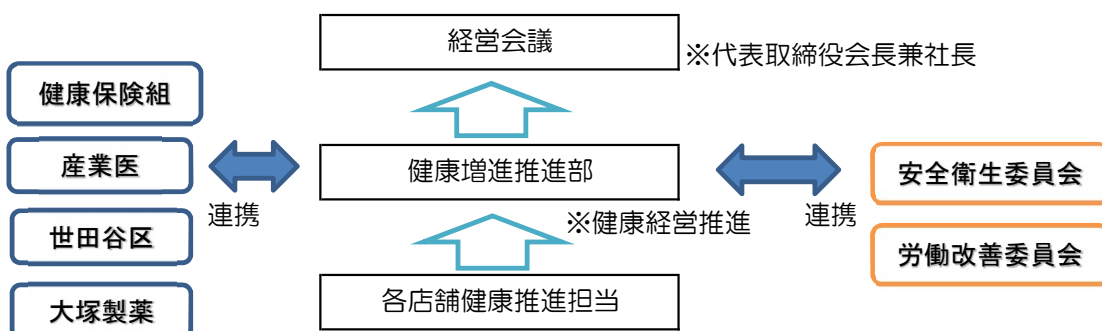 経営会議
※代表取締役会長兼社長
健康保険組
産業医
世田谷区
大塚製薬
連携
健康増進推進部
※健康経営推進
各店舗健康推進担当
連携
安全衛生委員会
労働改善委員会